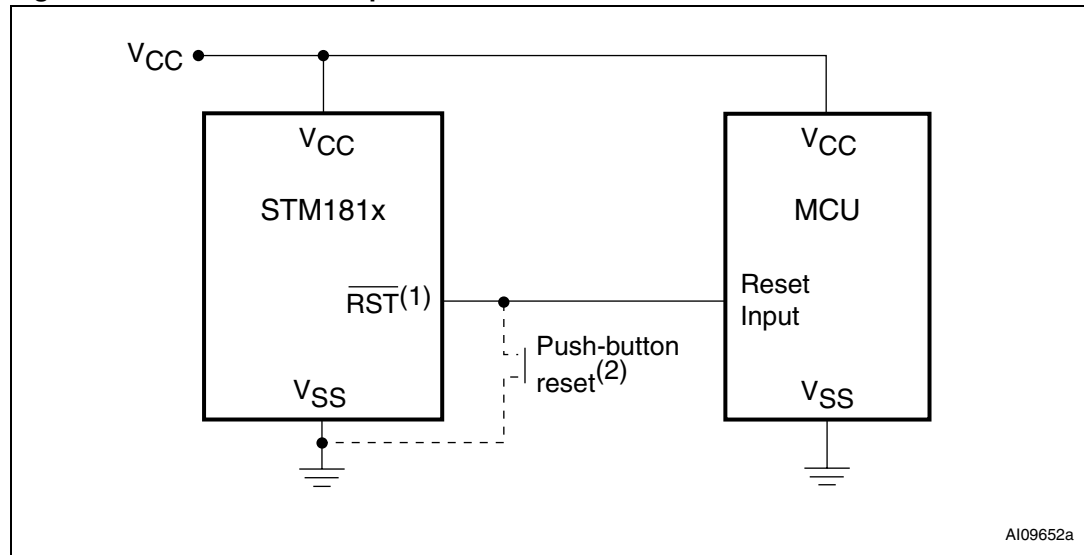 VCC
VCC
STM181x
RST(1)
VSS
Push-button
reset(2)
VCC
MCU
Reset
Input
VSS
AI09652a